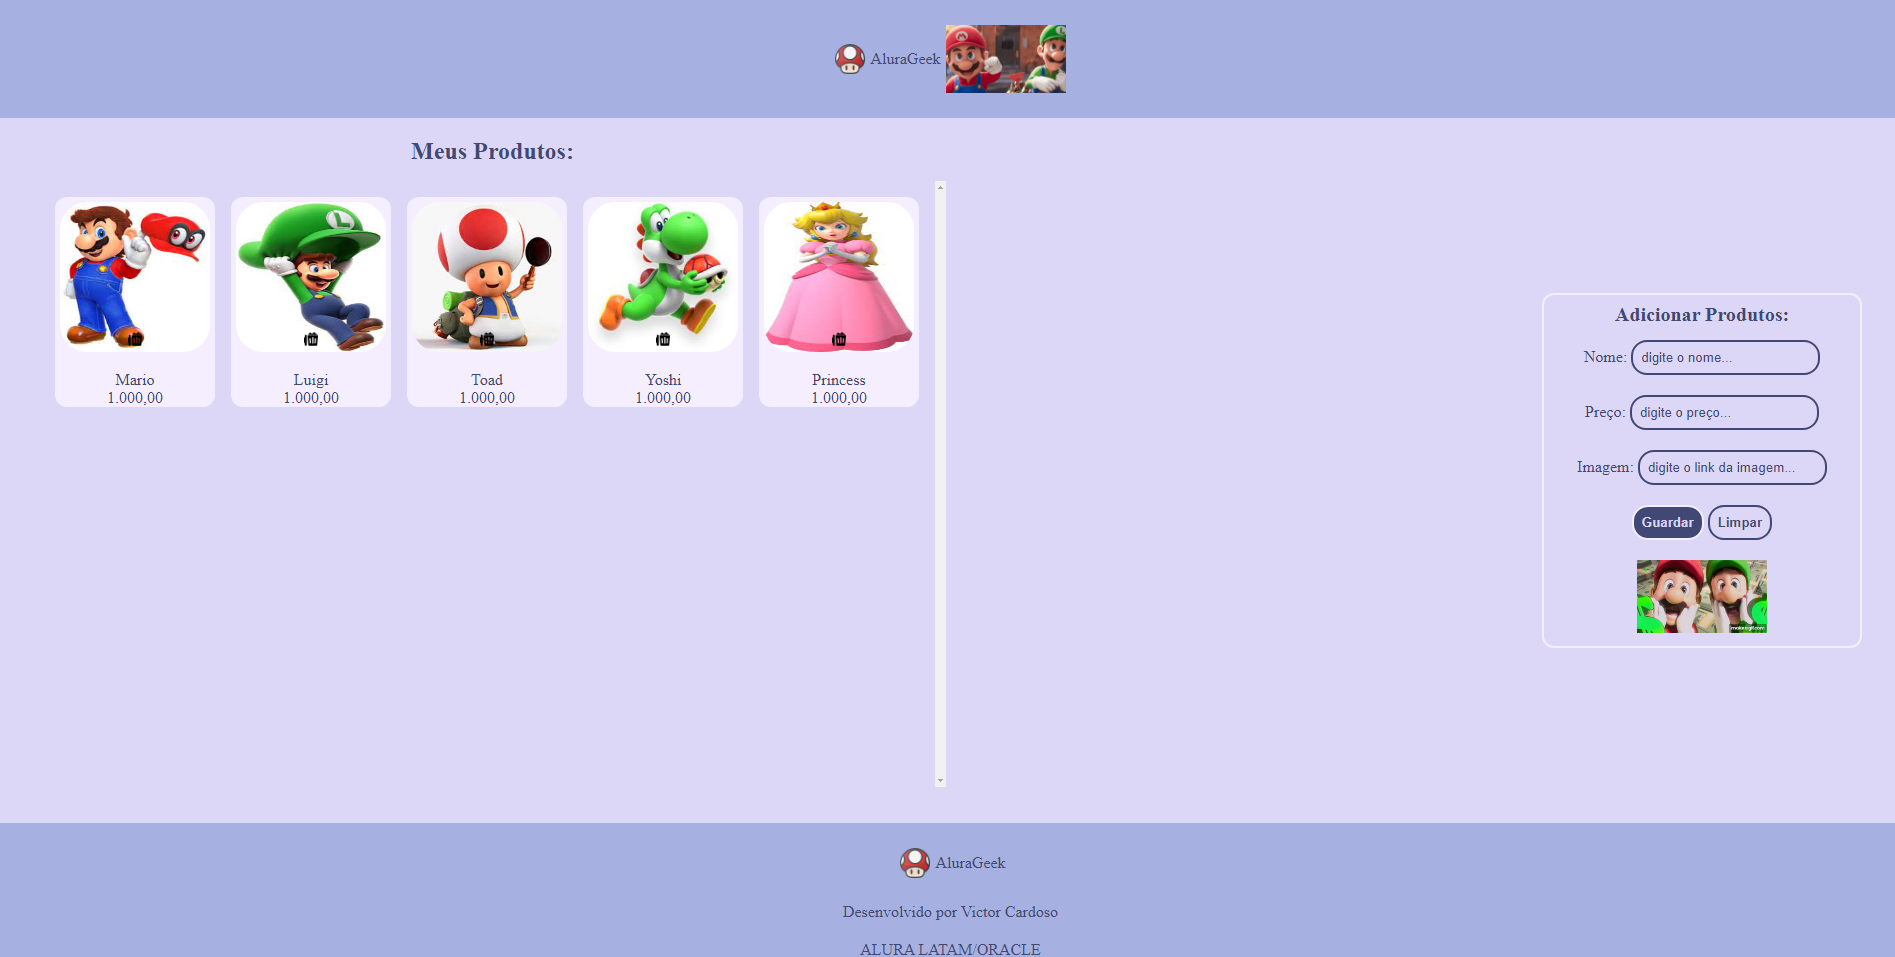 AluraGeek
Meus Produtos:
Mario
1.000,00
Luigi
1.000,00
Toad
1.000,00
Yoshi
1.000,00
Princess
1.000,00
Adicionar Produtos:
Nome: digite o nome...
Preço: digite o preço...
Imagem: digite o link da imagem...
Guardar Limpar
AluraGeek
Desenvolvido por Victor Cardoso
ALURA LATAM/ORACLE